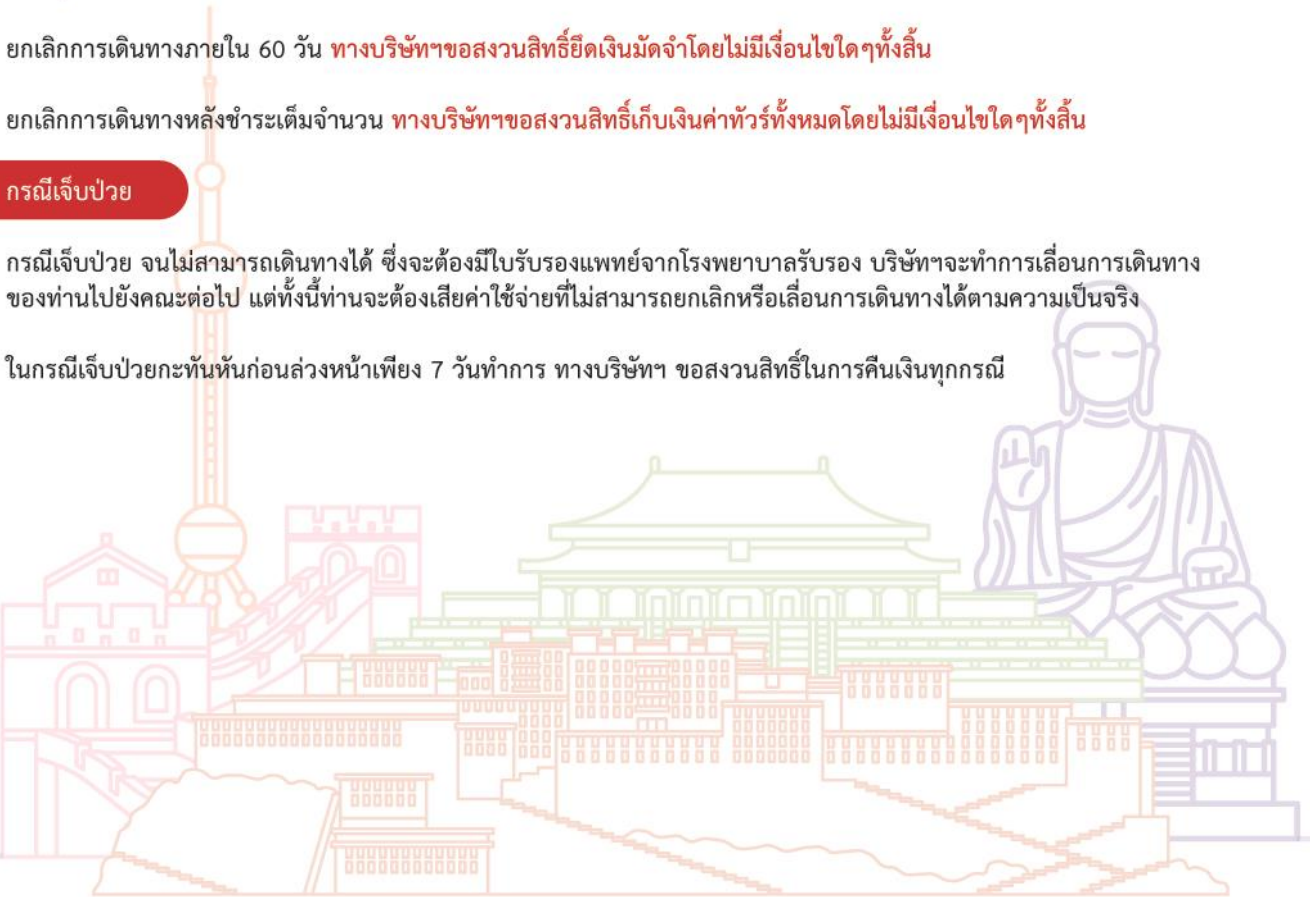 ยกเลิกการเดินทางภายใน 60 วัน ทางบริษัทฯขอสงวนสิทธิ์ยึดเงินมัดจำโดยไม่มีเงื่อนไขใดๆทั้งสิ้น
ยกเลิกการเดินทางหลังชำระเต็มจำนวน ทางบริษัทฯขอสงวนสิทธิ์เก็บเงินค่าทัวร์ทั้งหมดโดยไม่มีเงื่อนไขใดๆทั้งสิ้น
กรณีเจ็บป่วย
กรณีเจ็บป่วย จนไม่สามารถเดินทางได้ ซึ่งจะต้องมีใบรับรองแพทย์จากโรงพยาบาลรับรอง บริษัทฯจะทำการเลื่อนการเดินทาง
ของท่านไปยังคณะต่อไป แต่ทั้งนี้ท่านจะต้องเสียค่าใช้จ่ายที่ไม่สามารถยกเลิกหรือเลื่อนการเดินทางได้ตามความเป็นจริง
ในกรณีเจ็บป่วยกะทันหันก่อนล่วงหน้าเพียง 7 วันทำการ ทางบริษัทฯ ขอสงวนสิทธิ์ในการคืนเงินทุกกรณี